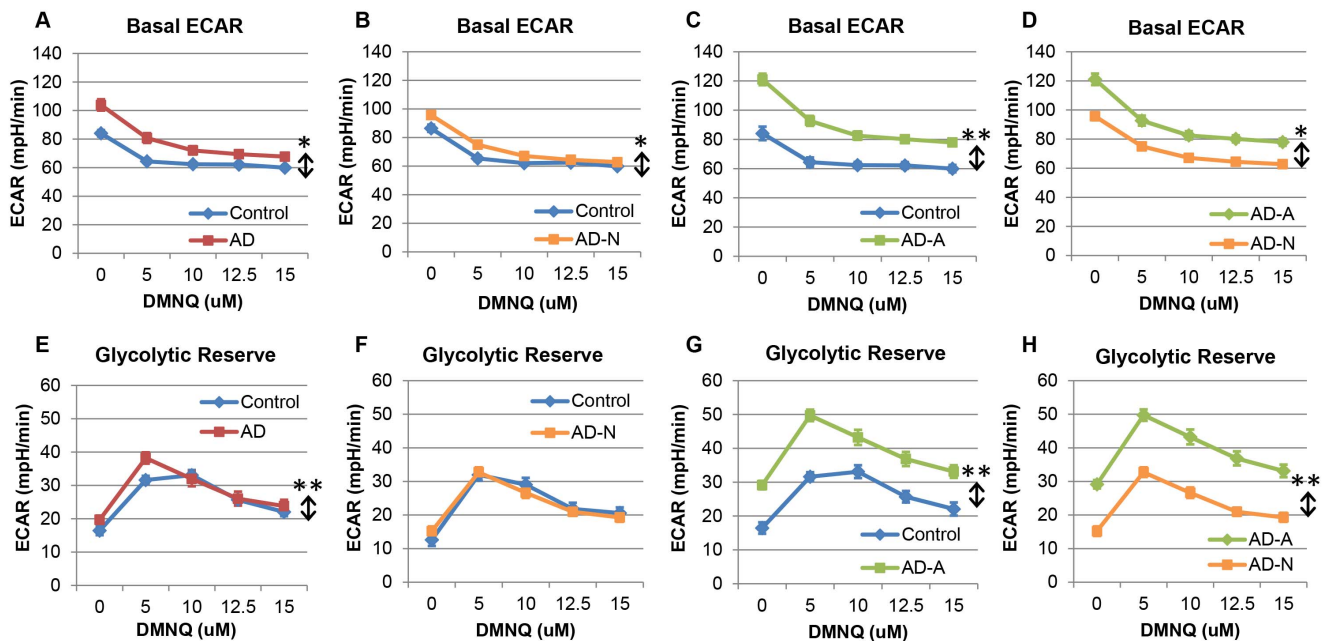 A
Basal ECAR
ECAR (mpH/min)
140
120
100
80
60
40
20
0
*
Control
AD
0 5 10 12.5 15
DMNQ (uM)
B
Basal ECAR
ECAR (mpH/min)
140
120
100
80
60
40
20
0
*
Control
AD-N
0 5 10 12.5 15
DMNQ (uM)
C
Basal ECAR
ECAR (mpH/min)
140
120
100
80
60
40
20
0
**
Control
AD-A
0 5 10 12.5 15
DMNQ (uM)
D
Basal ECAR
ECAR (mpH/min)
140
120
100
80
60
40
20
0
*
AD-A
AD-N
0 5 10 12.5 15
DMNQ (uM)
E
Glycolytic Reserve
ECAR (mpH/min)
60
50
40
30
20
10
0
Control
AD
**
0 5 10 12.5 15
DMNQ (uM)
F
Glycolytic Reserve
ECAR (mpH/min)
60
50
40
30
20
10
0
Control
AD-N
0 5 10 12.5 15
DMNQ (uM)
G
Glycolytic Reserve
ECAR (mpH/min)
60
50
40
30
20
10
0
**
Control
AD-A
0 5 10 12.5 15
DMNQ (uM)
H
Glycolytic Reserve
ECAR (mpH/min)
60
50
40
30
20
10
0
**
AD-A
AD-N
0 5 10 12.5 15
DMNQ (uM)